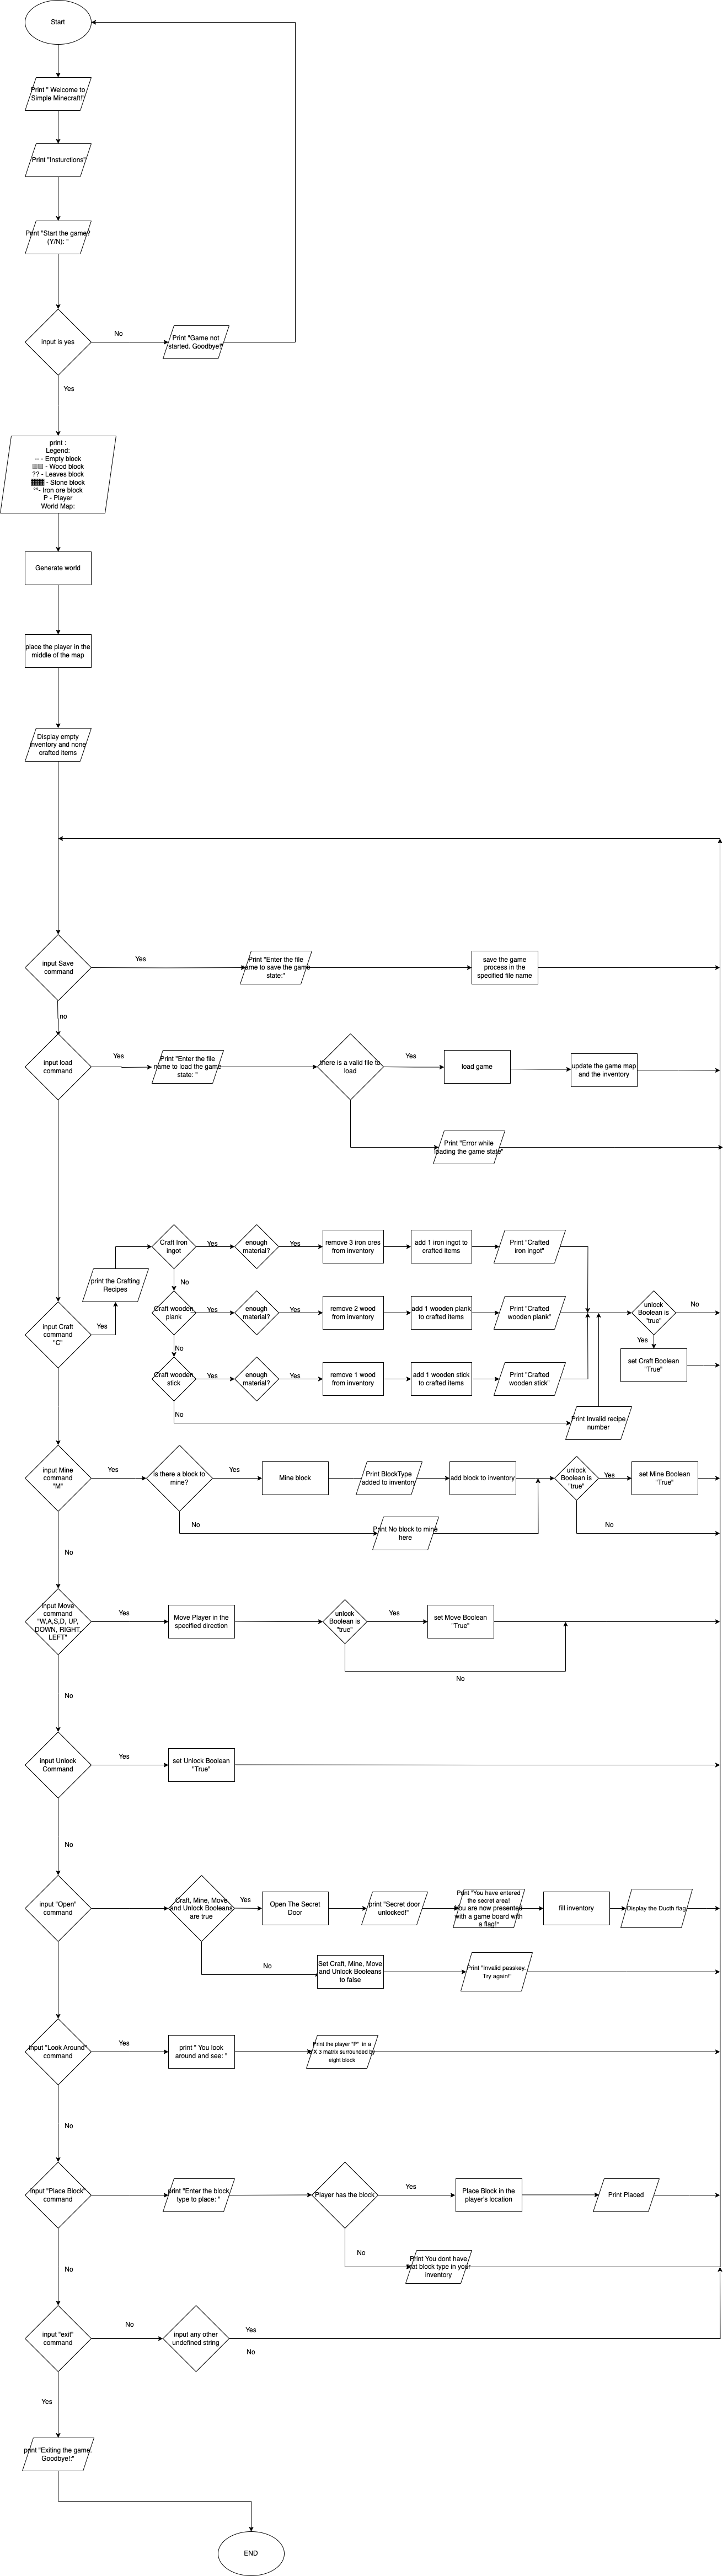 Start
Print " Welcome to
Simple Minecraft!"
Print "Insturctions"
Print "Start the game?
(Y/N): "
input is yes
No
Print "Game not
started. Goodbye!"
Yes
print :
Legend:
-- - Empty block
▒▒ - Wood block
?? - Leaves block
▓▓ - Stone block
°°- Iron ore block
P - Player
World Map:
Generate world
place the player in the
middle of the map
Display empty
Inventory and none
crafted items
input Save
command
Yes
Print "Enter the file
name to save the game
state:"
save the game
process in the
specified file name
no
input load
command
Yes
Print "Enter the file
name to load the game
state: "
there is a valid file to
load
Yes
load game
update the game map
and the inventory
Print "Error while
loading the game state"
Craft Iron
ingot
Yes
enough
material?
Yes
remove 3 iron ores
from inventory
add 1 iron ingot to
crafted items
Print "Crafted
iron ingot"
print the Crafting
Recipes
No
Craft wooden
plank
Yes
enough
material?
Yes
remove 2 wood
from inventory
add 1 wooden plank
to crafted items
Print "Crafted
wooden plank"
unlock
Boolean is
"true"
No
input Craft
command
"C"
Yes
Yes
No
set Craft Boolean
"True"
Craft wooden
stick
Yes
enough
material?
Yes
remove 1 wood
from inventory
add 1 wooden stick
to crafted items
Print "Crafted
wooden stick"
No
Print Invalid recipe
number
input Mine
command
"M"
Yes
is there a block to
mine?
Yes
Mine block
Print BlockType
added to inventory
add block to inventory
unlock
Boolean is
"true"
Yes
set Mine Boolean
"True"
No
Print No block to mine
here
No
No
Input Move
command
"W,A,S,D, UP,
DOWN, RIGHT,
LEFT"
Yes
Move Player in the
specified direction
unlock
Boolean is
"true"
Yes
set Move Boolean
"True"
No
No
input Unlock
Command
Yes
set Unlock Boolean
"True"
No
input "Open"
command
Craft, Mine, Move
and Unlock Booleans
are true
Yes
Open The Secret
Door
print "Secret door
unlocked!"
Print "You have entered
the secret area!
You are now presented
with a game board with
a flag!"
fill inventory
Display the Ducth flag
No
Set Craft, Mine, Move
and Unlock Booleans
to false
Print "Invalid passkey.
Try again!"
Input "Look Around"
command
Yes
print " You look
around and see: "
Print the player "P" in a
X 3 matrix surrounded by
eight block
No
Input "Place Block"
command
print "Enter the block
type to place: "
Player has the block
Yes
Place Block in the
player's location
Print Placed
No
Print You dont have
that block type in your
inventory
No
input "exit"
command
No
input any other
undefined string
Yes
No
Yes
print "Exiting the game.
Goodbye!:"
END